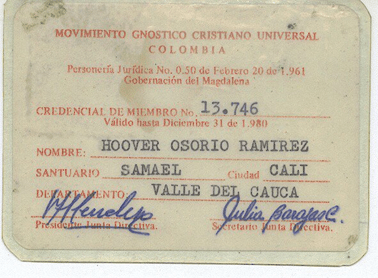 MOVIMIENTO GNOSTICO CRISTIANO UNIVERSAL
COLOMBIA
Personería Jurídica No. 0.50 de Febrero 20 de 1.961
Gobernación del Magdalena
CREDENCIAL DE MIEMBRO No. 13.746
Válido hasta Diciembre 31 de 1.980
NOMBRE: HOOVER OSORIO RAMIREZ
SANTUARIO SAMAEL Ciudad CALI
DEPARTAMENTO VALLE DEL CAUCA
Julia Barajas C.
Presidente Junta Directiva. Secretario Junta Directiva.